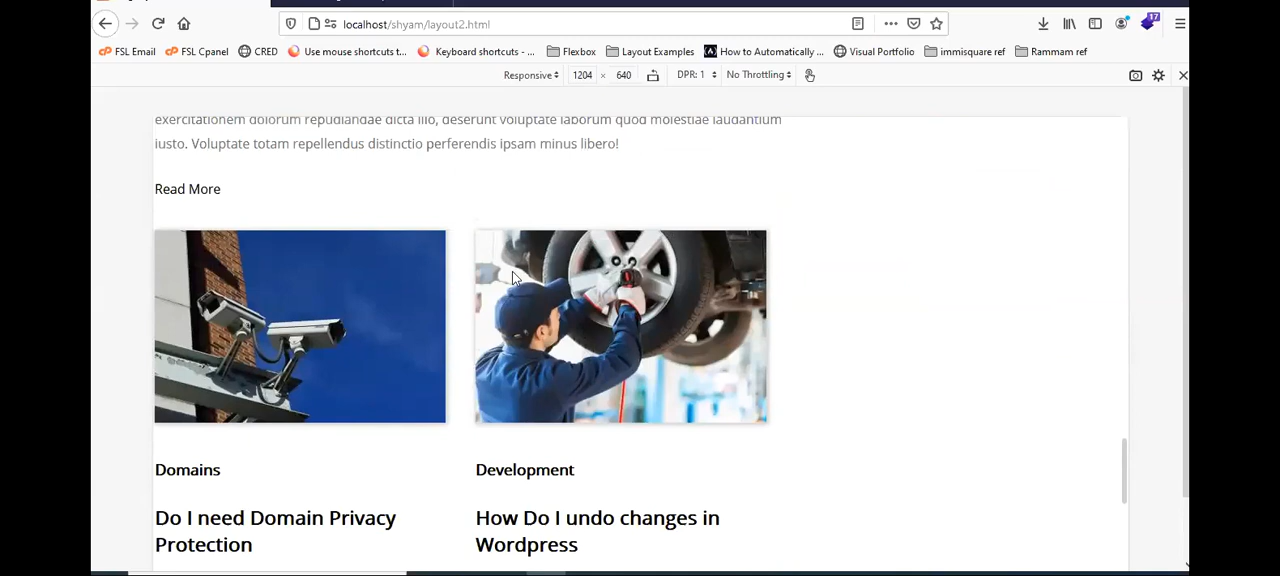 localhost/shyam/layout2.html
17
FSL Email
FSL Cpanel
CRED
Use mouse shortcuts t...
Keyboard shortcuts - ...
Flexbox
Layout Examples
How to Automatically ...
Virtual Portfolio
immisquare ref
Rammam ref
Responsive
1204 × 640
DPR: 1
No Throttling
exercitationem dolorum repudiandae dicta illo, deserunt voluptate laborum quod molestiae laudantium
iusto. Voluptate totam repellendus distinctio perferendis ipsam minus libero!
Read More
Domains
Development
Do I need Domain Privacy
Protection
How Do I undo changes in
Wordpress